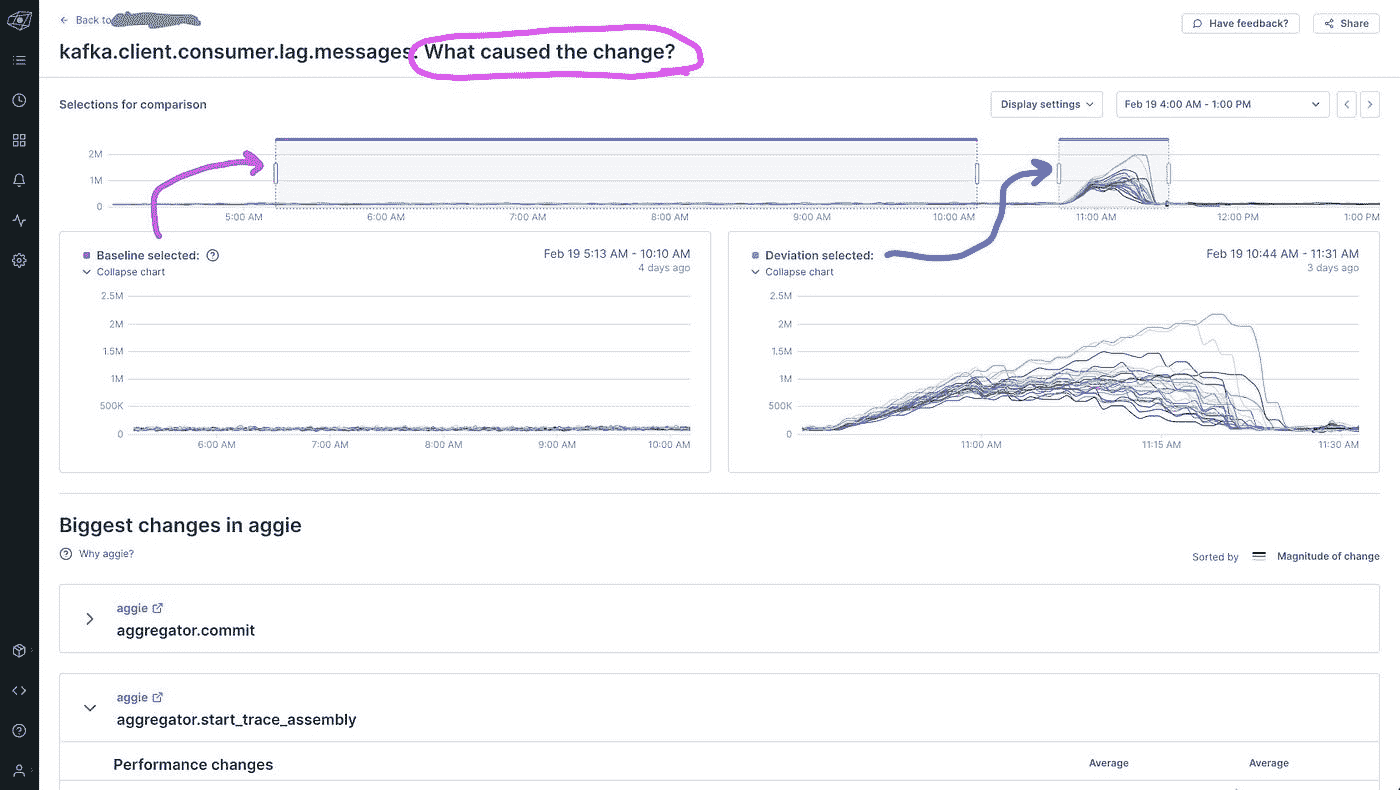 Back to
Have feedback?
Share
kafka.client.consumer.lag.messages. What caused the change?
Selections for comparison
Display settings
Feb 19 4:00 AM - 1:00 PM
2M
1M
0
5:00 AM 6:00 AM 7:00 AM 8:00 AM 9:00 AM 10:00 AM 11:00 AM 12:00 PM 1:00 PM
Baseline selected:
Feb 19 5:13 AM - 10:10 AM
Collapse chart
4 days ago
2.5M
2M
1.5M
1M
500K
0
6:00 AM 7:00 AM 8:00 AM 9:00 AM 10:00 AM
Deviation selected:
Feb 19 10:44 AM - 11:31 AM
Collapse chart
3 days ago
2.5M
2M
1.5M
1M
500K
0
11:00 AM 11:15 AM 11:30 AM
Biggest changes in aggie
Why aggie?
Sorted by Magnitude of change
aggie
aggregator.commit
aggie
aggregator.start_trace_assembly
Performance changes Average Average